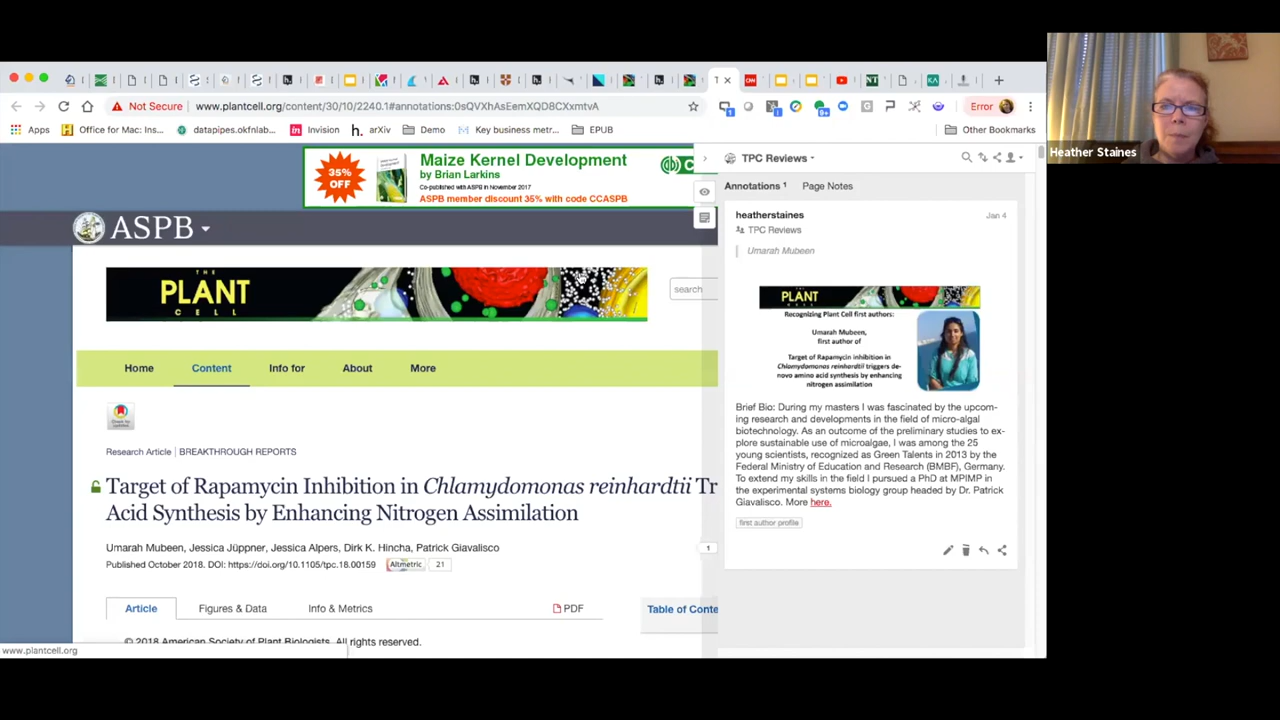 Not Secure www.plantcell.org/content/30/10/2240.1#annotations:0sQVXhAsEemXQD8CXxmtvA
Error
Apps Office for Mac: Ins... datapipes.okfnlab... Invision arXiv Demo Key business metr... EPUB Other Bookmarks
35% OFF
Maize Kernel Development
by Brian Larkins
Co-published with ASPB in November 2017
ASPB member discount 35% with code CCASPB
ASPB
THE
PLANT
CELL
search
Home Content Info for About More
Research Article BREAKTHROUGH REPORTS
Target of Rapamycin Inhibition in Chlamydomonas reinhardtii Tr
Acid Synthesis by Enhancing Nitrogen Assimilation
Umarah Mubeen, Jessica Jüppner, Jessica Alpers, Dirk K. Hincha, Patrick Giavalisco
1
Published October 2018. DOI: https://doi.org/10.1105/tpc.18.00159 Altmetric 21
Article Figures & Data Info & Metrics PDF
Table of Conte
© 2018 American Society of Plant Biologists. All rights reserved.
www.plantcell.org
TPC Reviews
Annotations 1 Page Notes
heatherstaines Jan 4
TPC Reviews
Umarah Mubeen
PLANT
CELL
Recognizing Plant Cell first authors:
Umarah Mubeen,
first author of
Target of Rapamycin inhibition in
Chlamydomonas reinhardtii triggers de-
novo amino acid synthesis by enhancing
nitrogen assimilation
Brief Bio: During my masters I was fascinated by the upcom-
ing research and developments in the field of micro-algal
biotechnology. As an outcome of the preliminary studies to ex-
plore sustainable use of microalgae, I was among the 25
young scientists, recognized as Green Talents in 2013 by the
Federal Ministry of Education and Research (BMBF), Germany.
To extend my skills in the field I pursued a PhD at MPIMP in
the experimental systems biology group headed by Dr. Patrick
Giavalisco. More here.
first author profile
Heather Staines